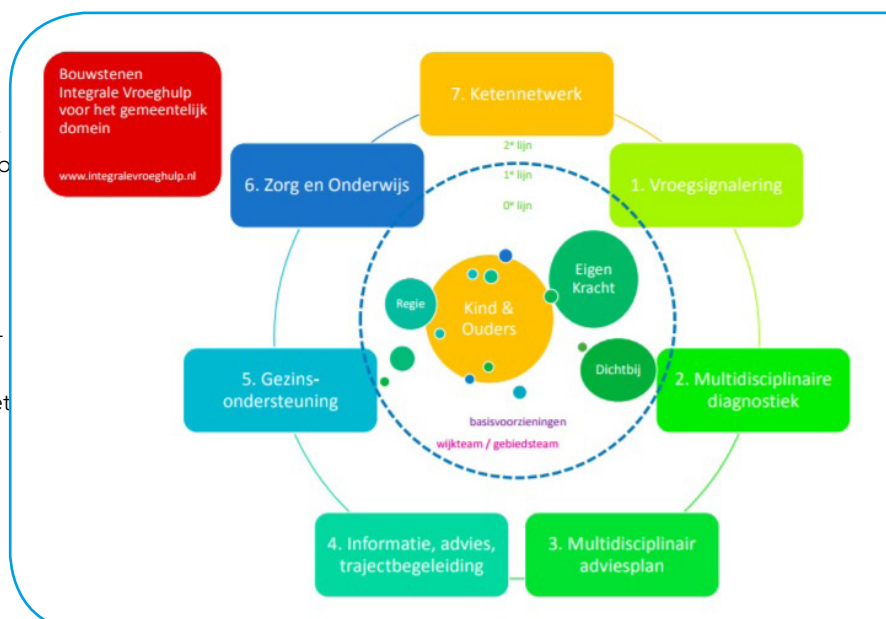 Bouwstenen
Integrale Vroeghulp
voor het gemeentelijk
domein
www.integralevroeghulp.nl
7. Ketennetwerk
2e lijn
1e lijn
0e lijn
6. Zorg en Onderwijs
1. Vroegsignalering
Eigen
Kracht
Regie
Kind &
Ouders
Dichtbij
5. Gezins-
ondersteuning
2. Multidisciplinaire
diagnostiek
basisvoorzieningen
wijkteam / gebiedsteam
4. Informatie, advies,
trajectbegeleiding
3. Multidisciplinair
adviesplan